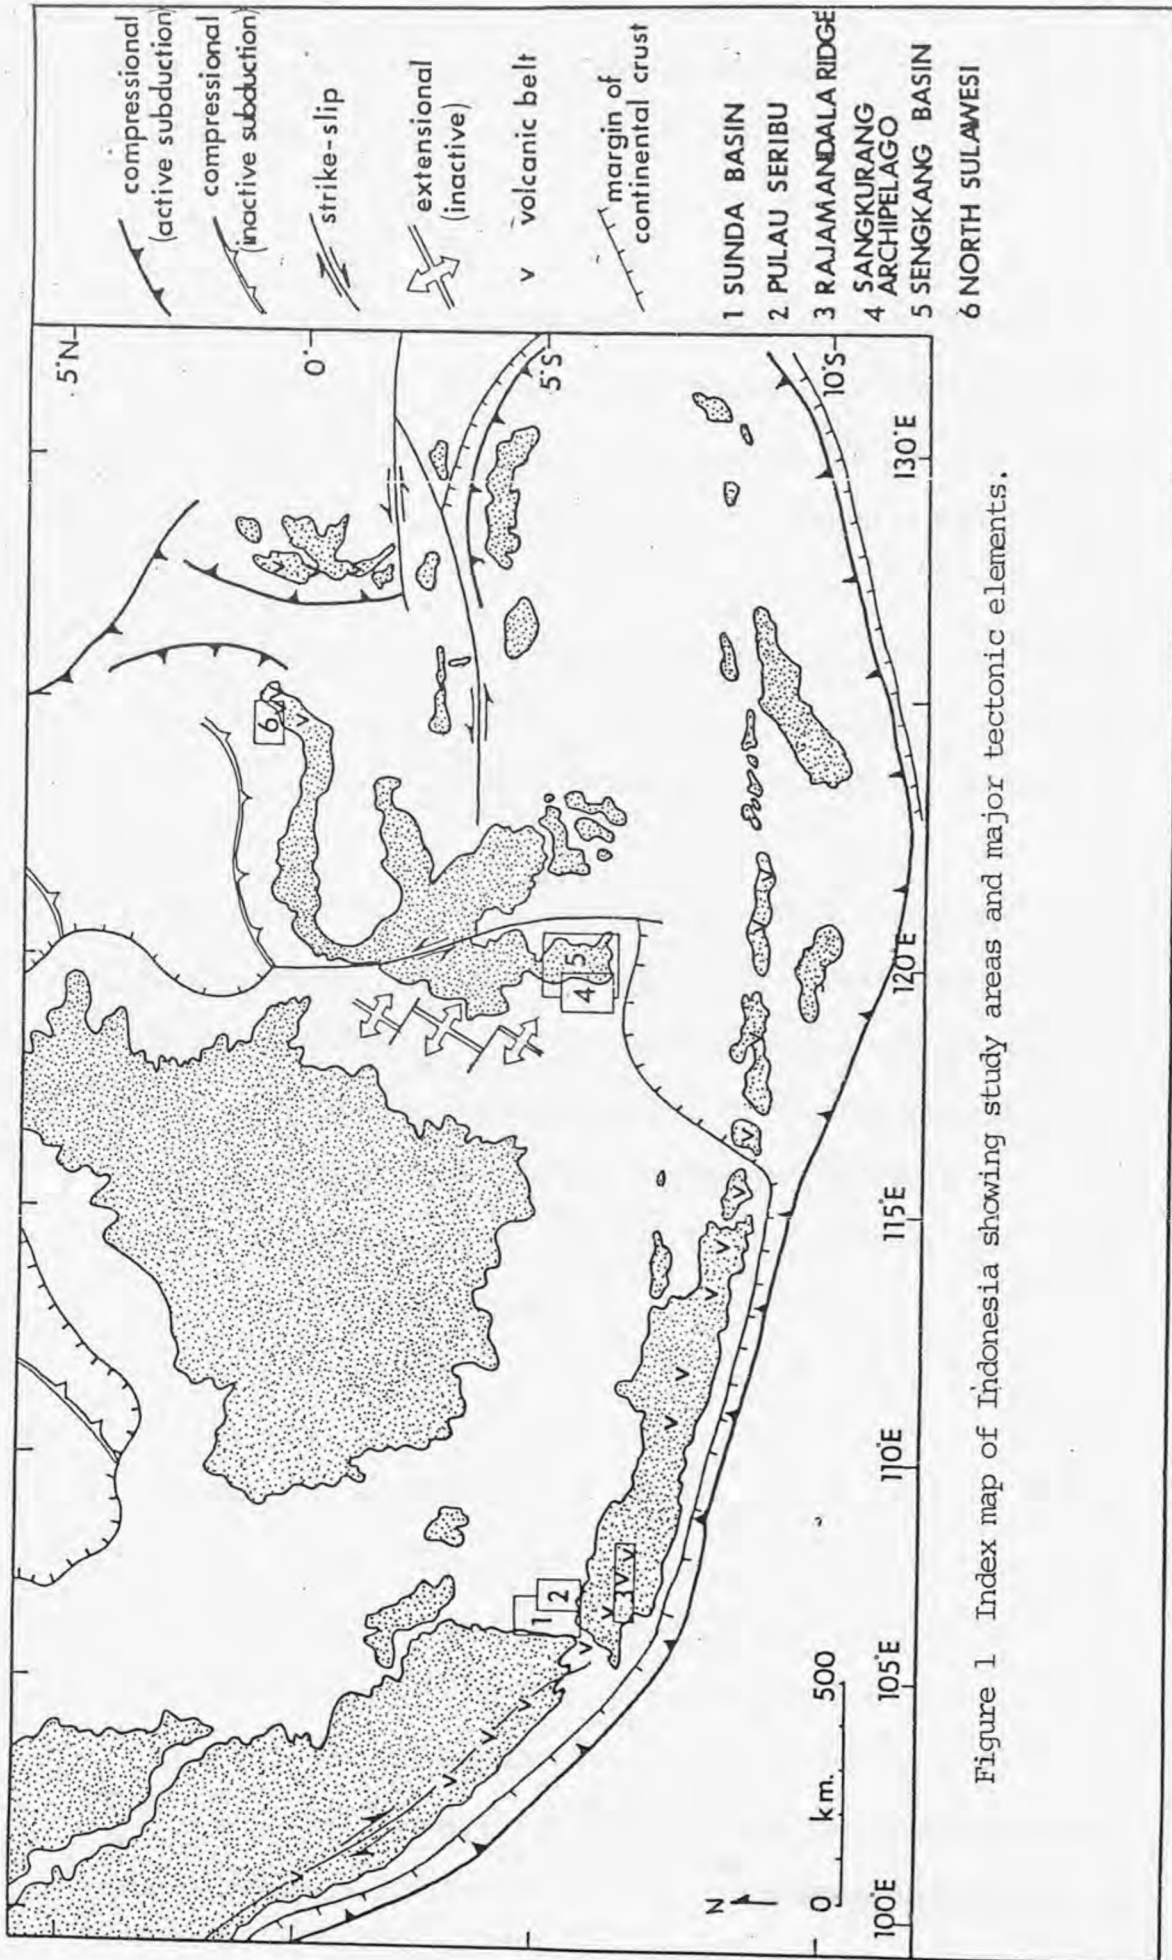 5°N
0°
5°S
10°S
100°E
105°E
110°E
115°E
120°E
130°E
N
0 km. 500
1
2
3
4
5
6
v
compressional
(active subduction)
compressional
(inactive subduction)
strike-slip
extensional
(inactive)
v volcanic belt
margin of
continental crust
1 SUNDA BASIN
2 PULAU SERIBU
3 RAJAMANDALA RIDGE
4 SANGKURANG
ARCHIPELAGO
5 SENGKANG BASIN
6 NORTH SULAWESI
Figure 1 Index map of Indonesia showing study areas and major tectonic elements.